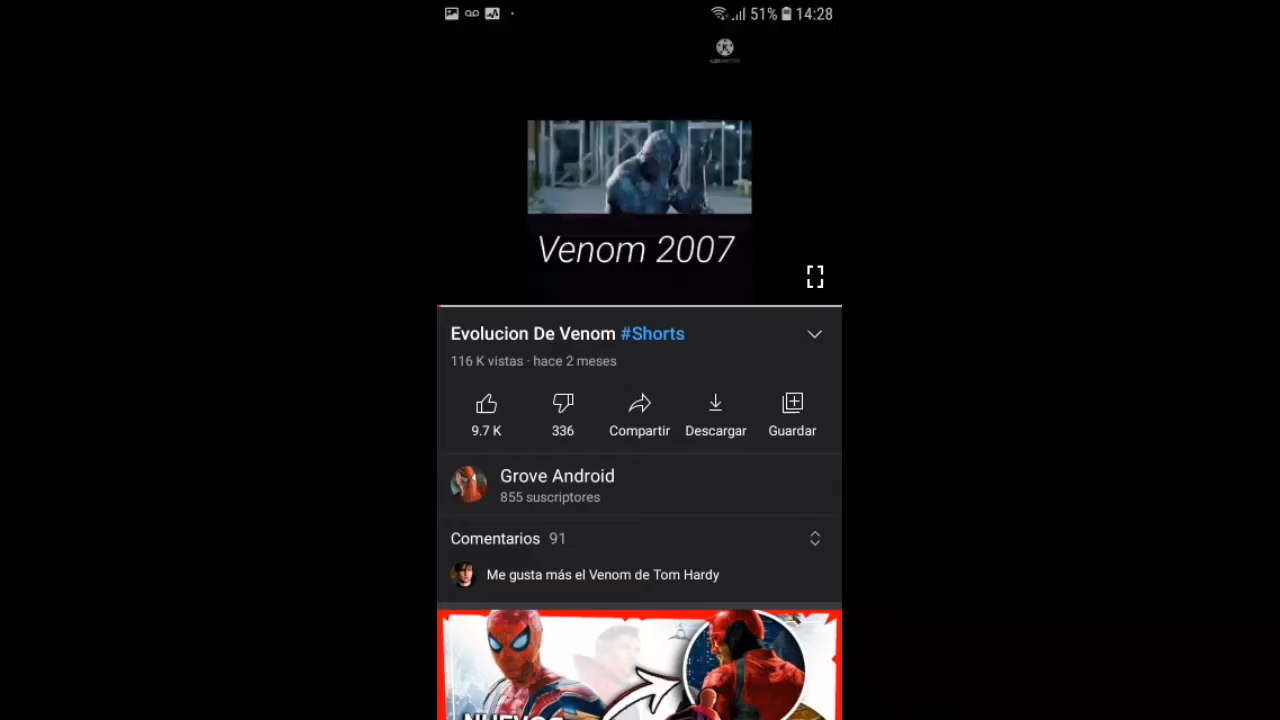 51% 14:28
Venom 2007
Evolucion De Venom #Shorts
116 K vistas · hace 2 meses
9.7 K 336 Compartir Descargar Guardar
Grove Android
855 suscriptores
Comentarios 91
Me gusta más el Venom de Tom Hardy
NUEVOS